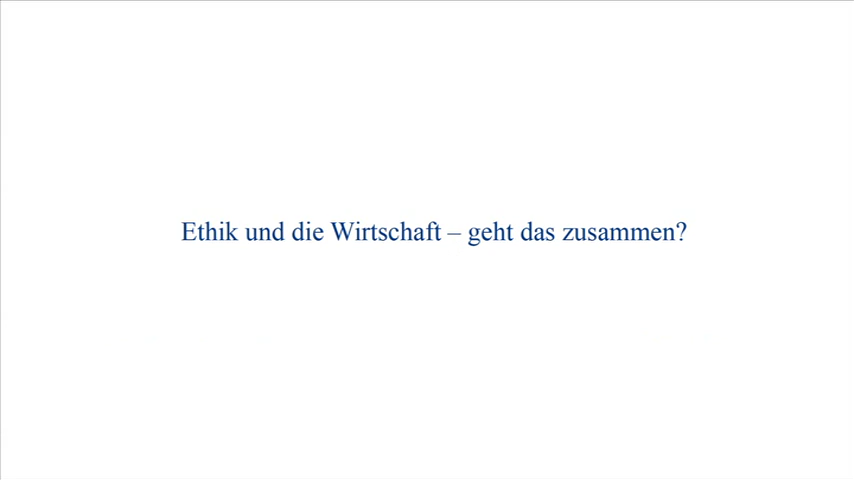 Ethik und die Wirtschaft – geht das zusammen?